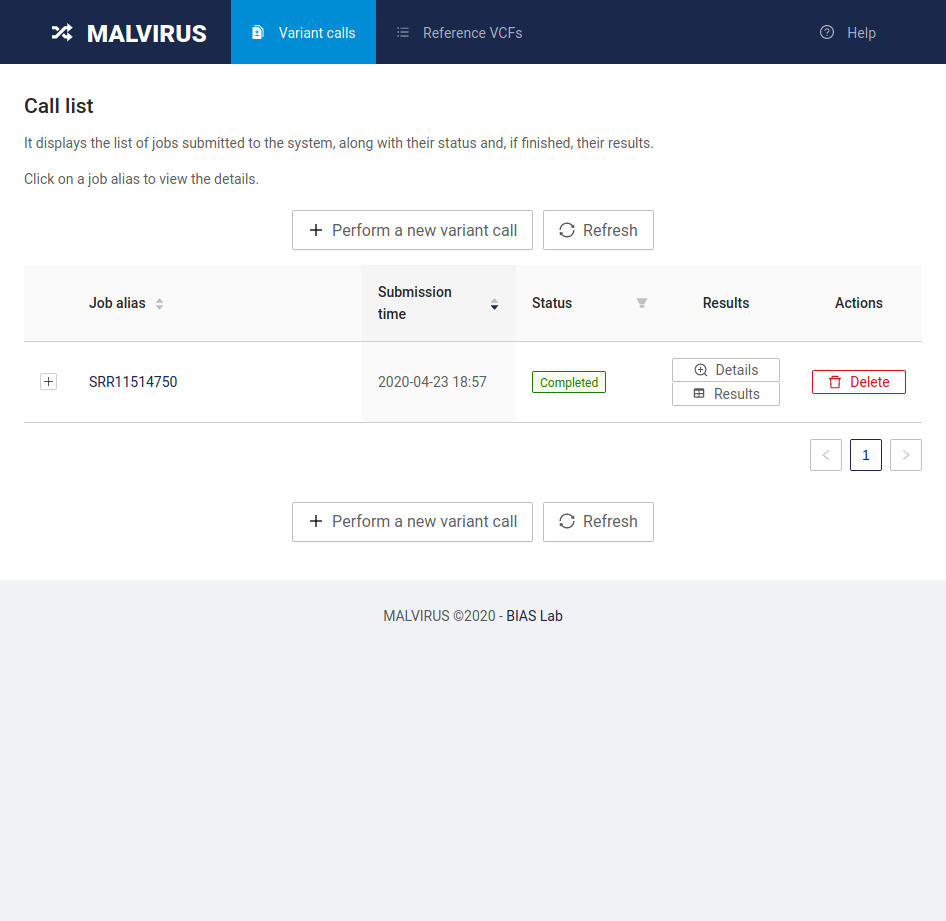 MALVIRUS
Variant calls
Reference VCFs
Help
Call list
It displays the list of jobs submitted to the system, along with their status and, if finished, their results.
Click on a job alias to view the details.
Perform a new variant call
Refresh
Job alias
Submission
time
Status
Results
Actions
SRR11514750
2020-04-23 18:57
Completed
Details
Results
Delete
1
Perform a new variant call
Refresh
MALVIRUS ©2020 - BIAS Lab